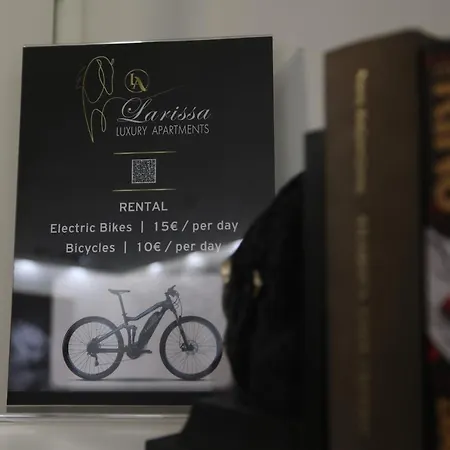 LA
Larissa
LUXURY APARTMENTS
RENTAL
Electric Bikes | 15€ / per day
Bicycles | 10€ / per day